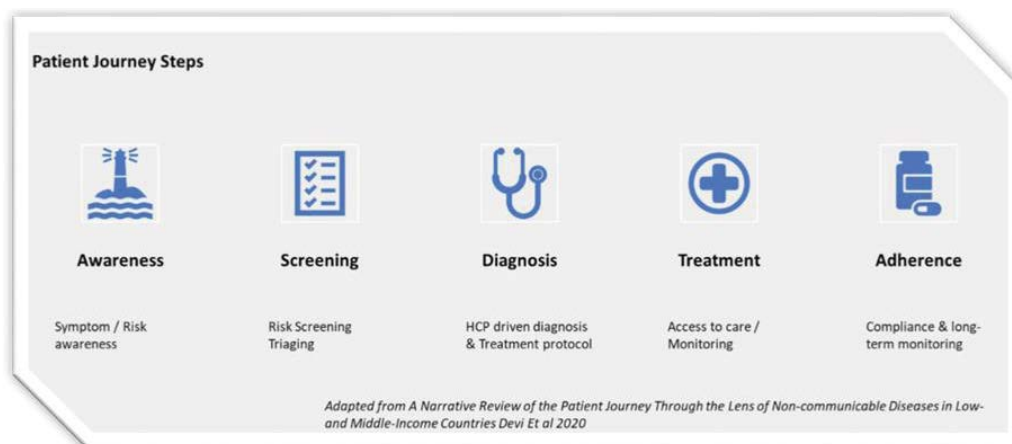 Patient Journey Steps
Awareness
Screening
Diagnosis
Treatment
Adherence
Symptom / Risk
awareness
Risk Screening
Triaging
HCP driven diagnosis
& Treatment protocol
Access to care /
Monitoring
Compliance & long-
term monitoring
Adapted from A Narrative Review of the Patient Journey Through the Lens of Non-communicable Diseases in Low-
and Middle-Income Countries Devi Et al 2020